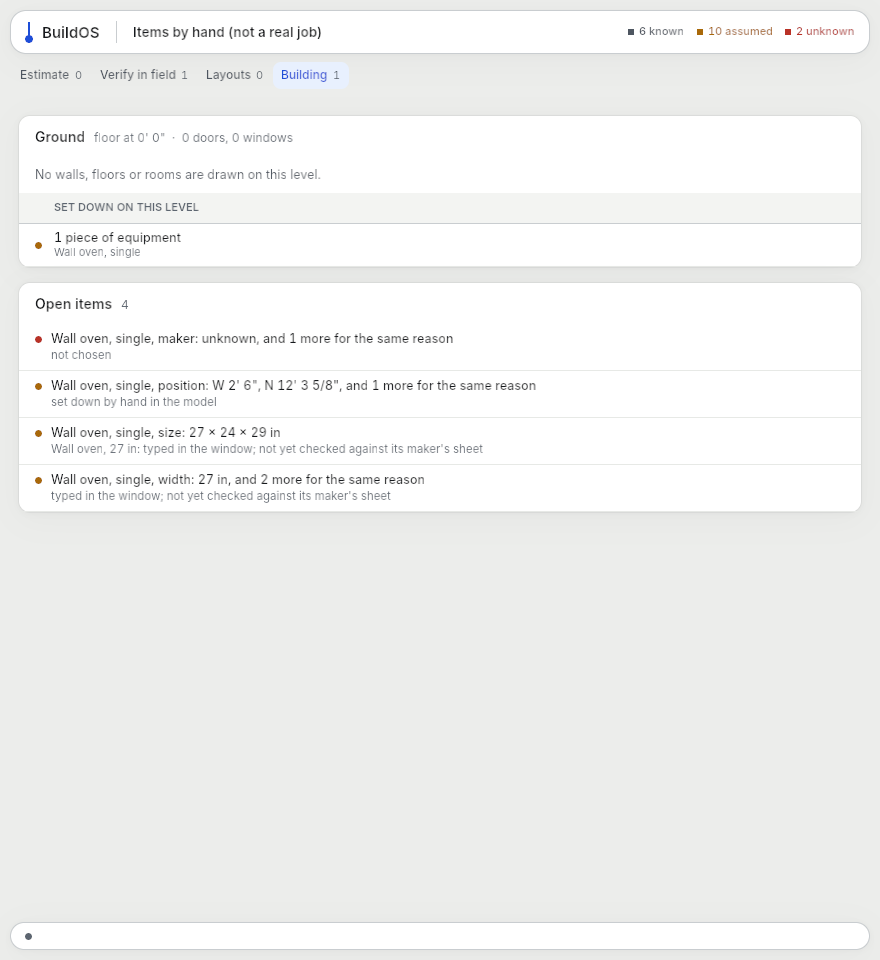 BuildOS
Items by hand (not a real job)
6 known
10 assumed
2 unknown
Estimate 0
Verify in field 1
Layouts 0
Building 1
Ground floor at 0' 0" · 0 doors, 0 windows
No walls, floors or rooms are drawn on this level.
SET DOWN ON THIS LEVEL
1 piece of equipment
Wall oven, single
Open items 4
Wall oven, single, maker: unknown, and 1 more for the same reason
not chosen
Wall oven, single, position: W 2' 6", N 12' 3 5/8", and 1 more for the same reason
set down by hand in the model
Wall oven, single, size: 27 × 24 × 29 in
Wall oven, 27 in: typed in the window; not yet checked against its maker's sheet
Wall oven, single, width: 27 in, and 2 more for the same reason
typed in the window; not yet checked against its maker's sheet